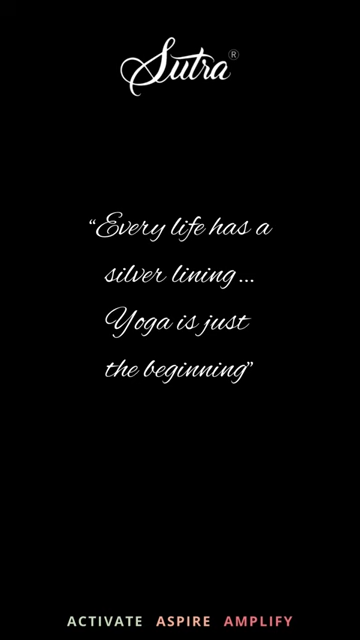 Sutra®
“Every life has a
silver lining...
Yoga is just
the beginning”
ACTIVATE ASPIRE AMPLIFY